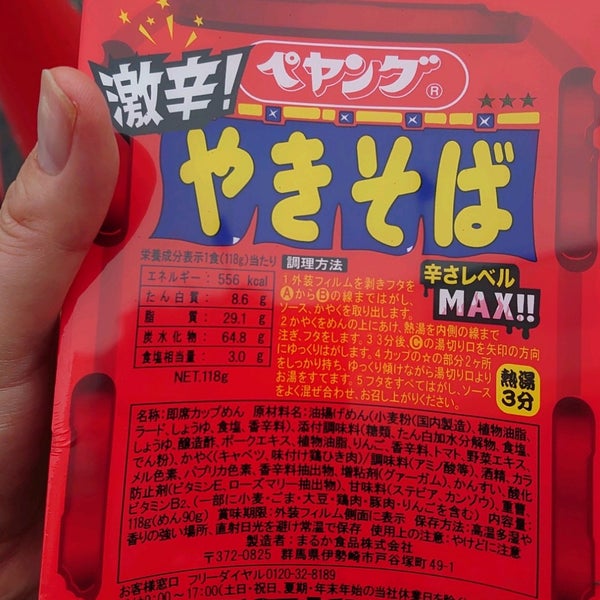 激辛!
ペヤング®
やきそば
栄養成分表示1食(118g)当たり
エネルギー: 556 kcal
たん白質: 8.6 g
脂質: 29.1 g
炭水化物: 64.8 g
食塩相当量: 3.0 g
NET.118g
調理方法
1外装フィルムを剥きフタを
ⒶからⒷの線まではがし、
ソース、かやくを取り出します。
2かやくをめんの上にあけ、熱湯を内側の線まで
注ぎ、フタをします。3 3分後、Ⓒの湯切り口を矢印の方向
にゆっくりはがします。4カップの☆の部分2ヶ所
をしっかり持ち、ゆっくり傾けながら湯切り口より
お湯をすてます。5フタをすべてはがし、ソース
をよく混ぜ合わせ、お召し上がりください。
辛さレベル
MAX!!
熱湯
3分
名称:即席カップめん 原材料名:油揚げめん(小麦粉(国内製造)、植物油脂、
ラード、しょうゆ、食塩、香辛料)、添付調味料(糖類、たん白加水分解物、食塩、
しょうゆ、醸造酢、ポークエキス、植物油脂、りんご、香辛料、トマト、野菜エキス、
でん粉)、かやく(キャベツ、味付け鶏ひき肉)/調味料(アミノ酸等)、酒精、カラ
メル色素、パプリカ色素、香辛料抽出物、増粘剤(グァーガム)、かんすい、酸化
防止剤(ビタミンE、ローズマリー抽出物)、甘味料(ステビア、カンゾウ)、重曹、
ビタミンB₂、(一部に小麦・ごま・大豆・鶏肉・豚肉・りんごを含む) 内容量:
118g(めん90g) 賞味期限:外装フィルム側面に表示 保存方法:高温多湿や
香りの強い場所、直射日光を避け常温で保存 使用上の注意:やけどに注意
製造者:まるか食品株式会社
〒372-0825 群馬県伊勢崎市戸谷塚町49-1
お客様窓口 フリーダイヤル0120-32-8189
17:00(土日・祝日、夏期・年末年始の当社休業日を除